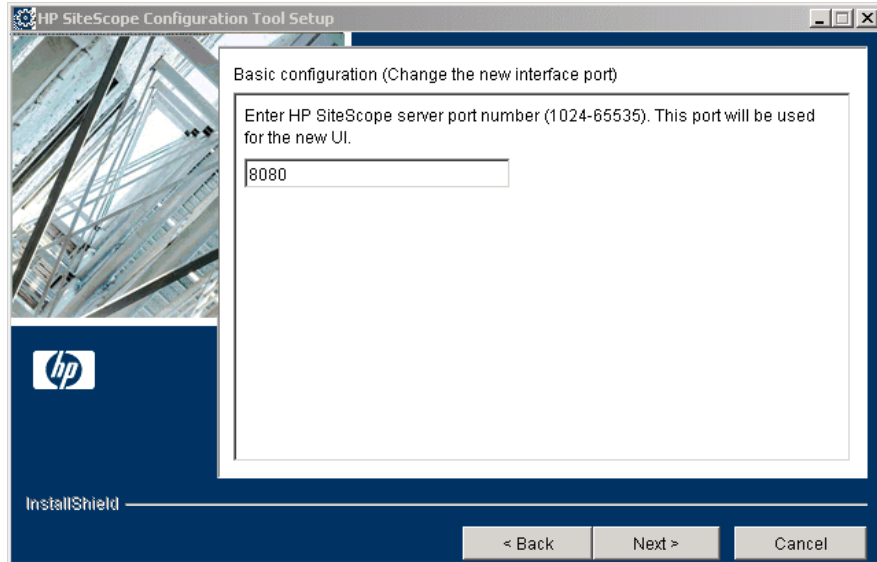 HP SiteScope Configuration Tool Setup
Basic configuration (Change the new interface port)
Enter HP SiteScope server port number (1024-65535). This port will be used
for the new UI.
8080
hp
InstallShield
< Back
Next >
Cancel